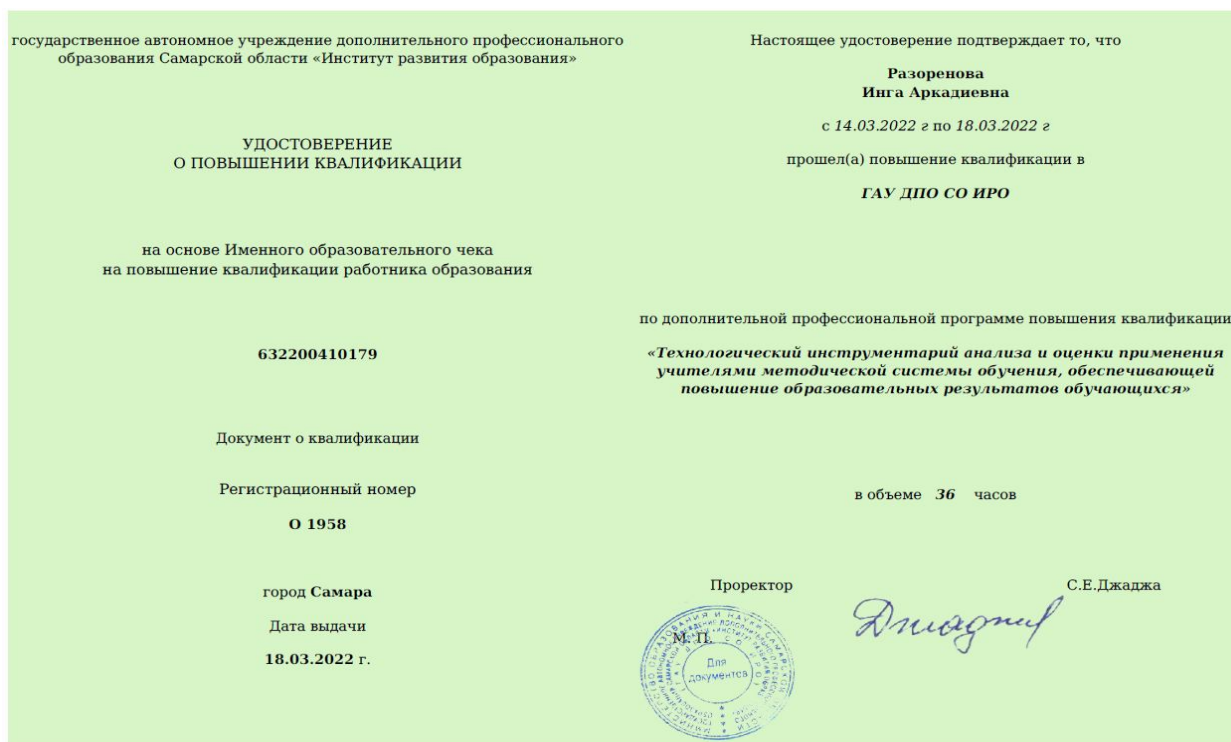 государственное автономное учреждение дополнительного профессионального
образования Самарской области «Институт развития образования»
УДОСТОВЕРЕНИЕ
О ПОВЫШЕНИИ КВАЛИФИКАЦИИ
на основе Именного образовательного чека
на повышение квалификации работника образования
632200410179
Документ о квалификации
Регистрационный номер
О 1958
город Самара
Дата выдачи
18.03.2022 г.
Настоящее удостоверение подтверждает то, что
Разоренова
Инга Аркадиевна
с 14.03.2022 г по 18.03.2022 г
прошел(а) повышение квалификации в
ГАУ ДПО СО ИРО
по дополнительной профессиональной программе повышения квалификации
«Технологический инструментарий анализа и оценки применения
учителями методической системы обучения, обеспечивающей
повышение образовательных результатов обучающихся»
в объеме 36 часов
Проректор
С.Е.Джаджа
М. П.
Для
документов